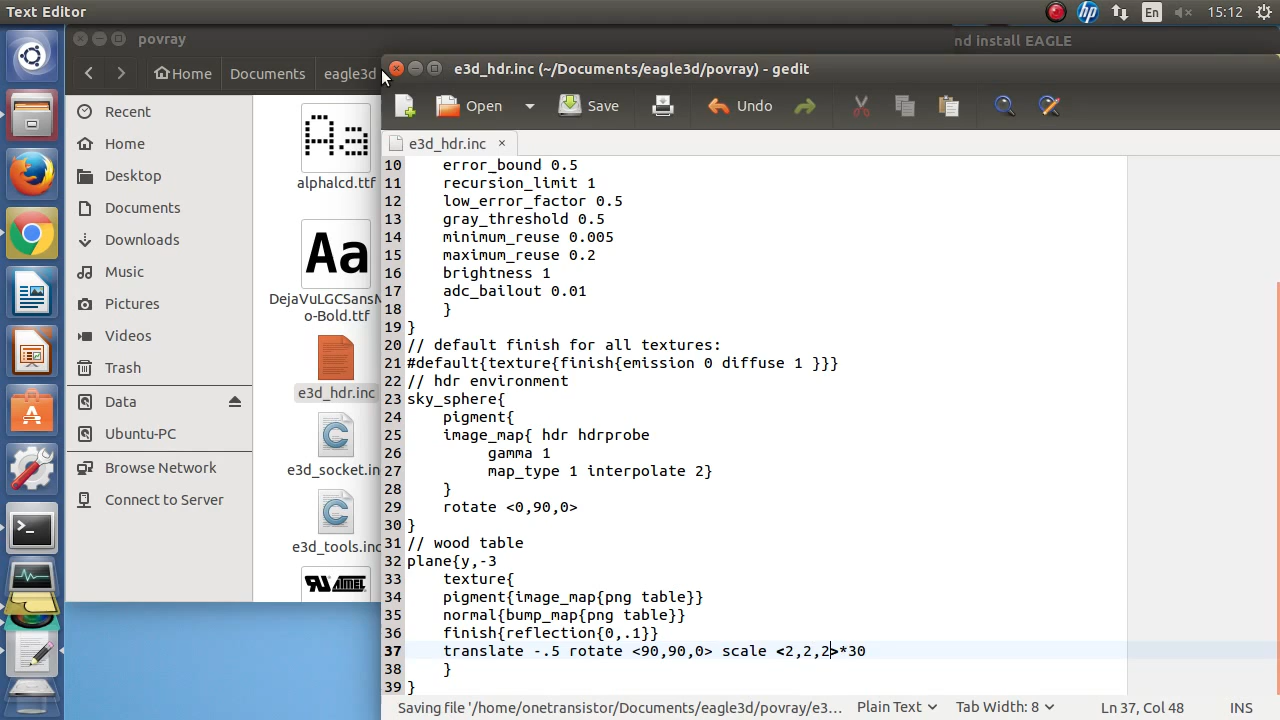 Text Editor
En
15:12
povray
nd install EAGLE
Home
Documents
eagle3d
e3d_hdr.inc (~/Documents/eagle3d/povray) - gedit
Open
Save
Undo
e3d_hdr.inc ×
Recent
Home
Desktop
Documents
Downloads
Music
Pictures
Videos
Trash
Data
Ubuntu-PC
Browse Network
Connect to Server
Aa
alphalcd.ttf
Aa
DejaVuLGCSansM
o-Bold.ttf
e3d_hdr.inc
e3d_socket.in
e3d_tools.inc
ATMEL
10 error_bound 0.5
11 recursion_limit 1
12 low_error_factor 0.5
13 gray_threshold 0.5
14 minimum_reuse 0.005
15 maximum_reuse 0.2
16 brightness 1
17 adc_bailout 0.01
18 }
19 }
20 // default finish for all textures:
21 #default{texture{finish{emission 0 diffuse 1 }}}
22 // hdr environment
23 sky_sphere{
24 pigment{
25 image_map{ hdr hdrprobe
26 gamma 1
27 map_type 1 interpolate 2}
28 }
29 rotate <0,90,0>
30 }
31 // wood table
32 plane{y,-3
33 texture{
34 pigment{image_map{png table}}
35 normal{bump_map{png table}}
36 finish{reflection{0,.1}}
37 translate -.5 rotate <90,90,0> scale <2,2,2>*30
38 }
39 }
Saving file '/home/onetransistor/Documents/eagle3d/povray/e3...
Plain Text
Tab Width: 8
Ln 37, Col 48
INS